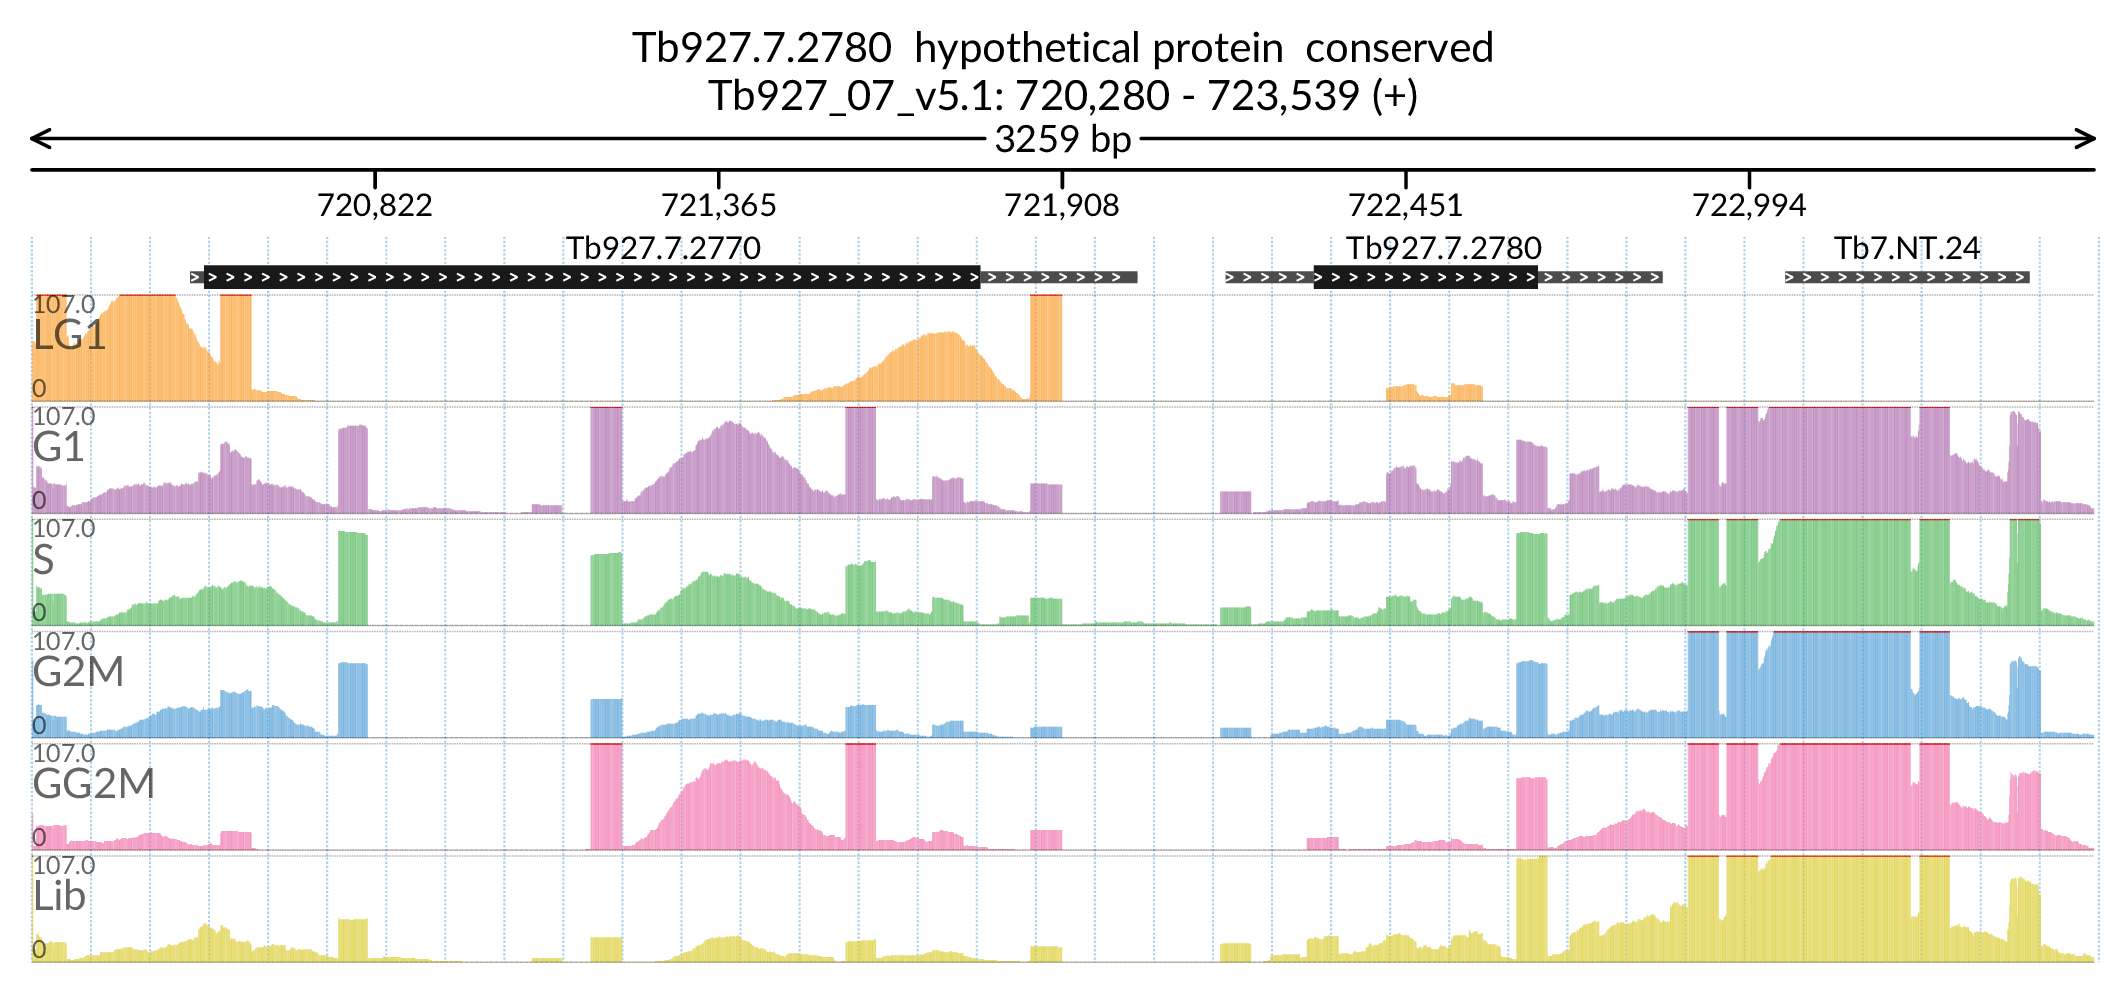 Tb927.7.2780 hypothetical protein conserved
Tb927_07_v5.1: 720,280 - 723,539 (+)
3259 bp
720,822 721,365 721,908 722,451 722,994
Tb927.7.2770 Tb927.7.2780 Tb7.NT.24
107.0
LG1
0
107.0
G1
0
107.0
S
0
107.0
G2M
0
107.0
GG2M
0
107.0
Lib
0